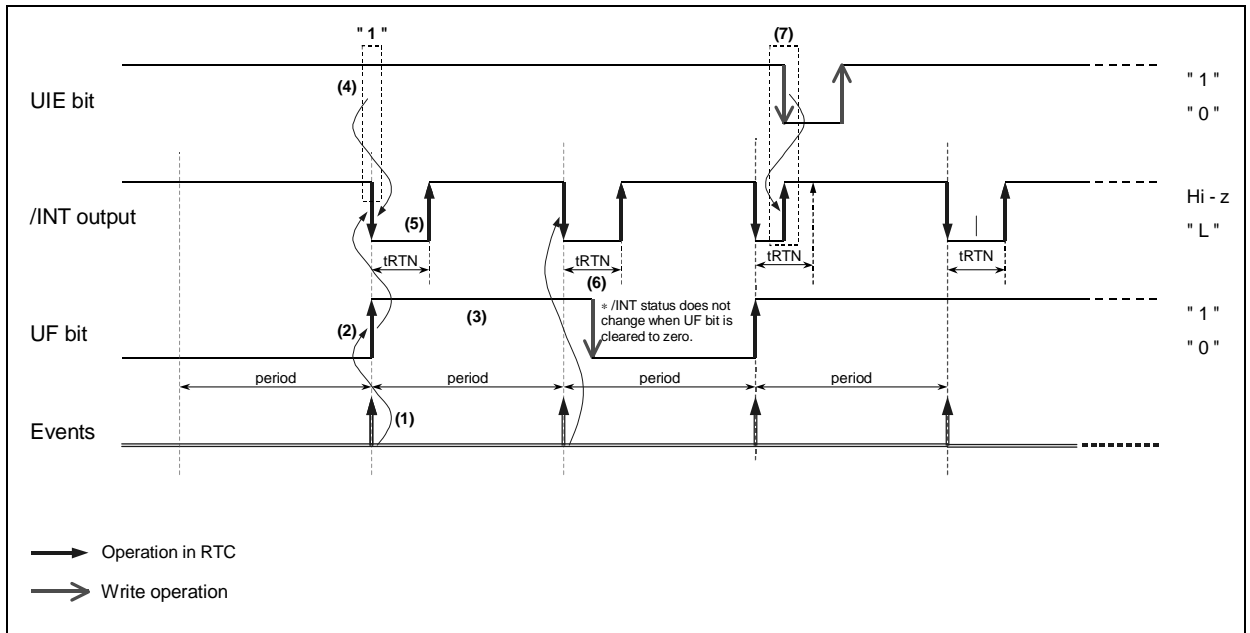 " 1 "
(7)
(4)
UIE bit
" 1 "
" 0 "
/INT output
(5)
Hi - z
" L "
tRTN
tRTN
tRTN
tRTN
(6)
UF bit
(2)
(3)
* /INT status does not
change when UF bit is
cleared to zero.
" 1 "
" 0 "
period
period
period
period
Events
(1)
Operation in RTC
Write operation